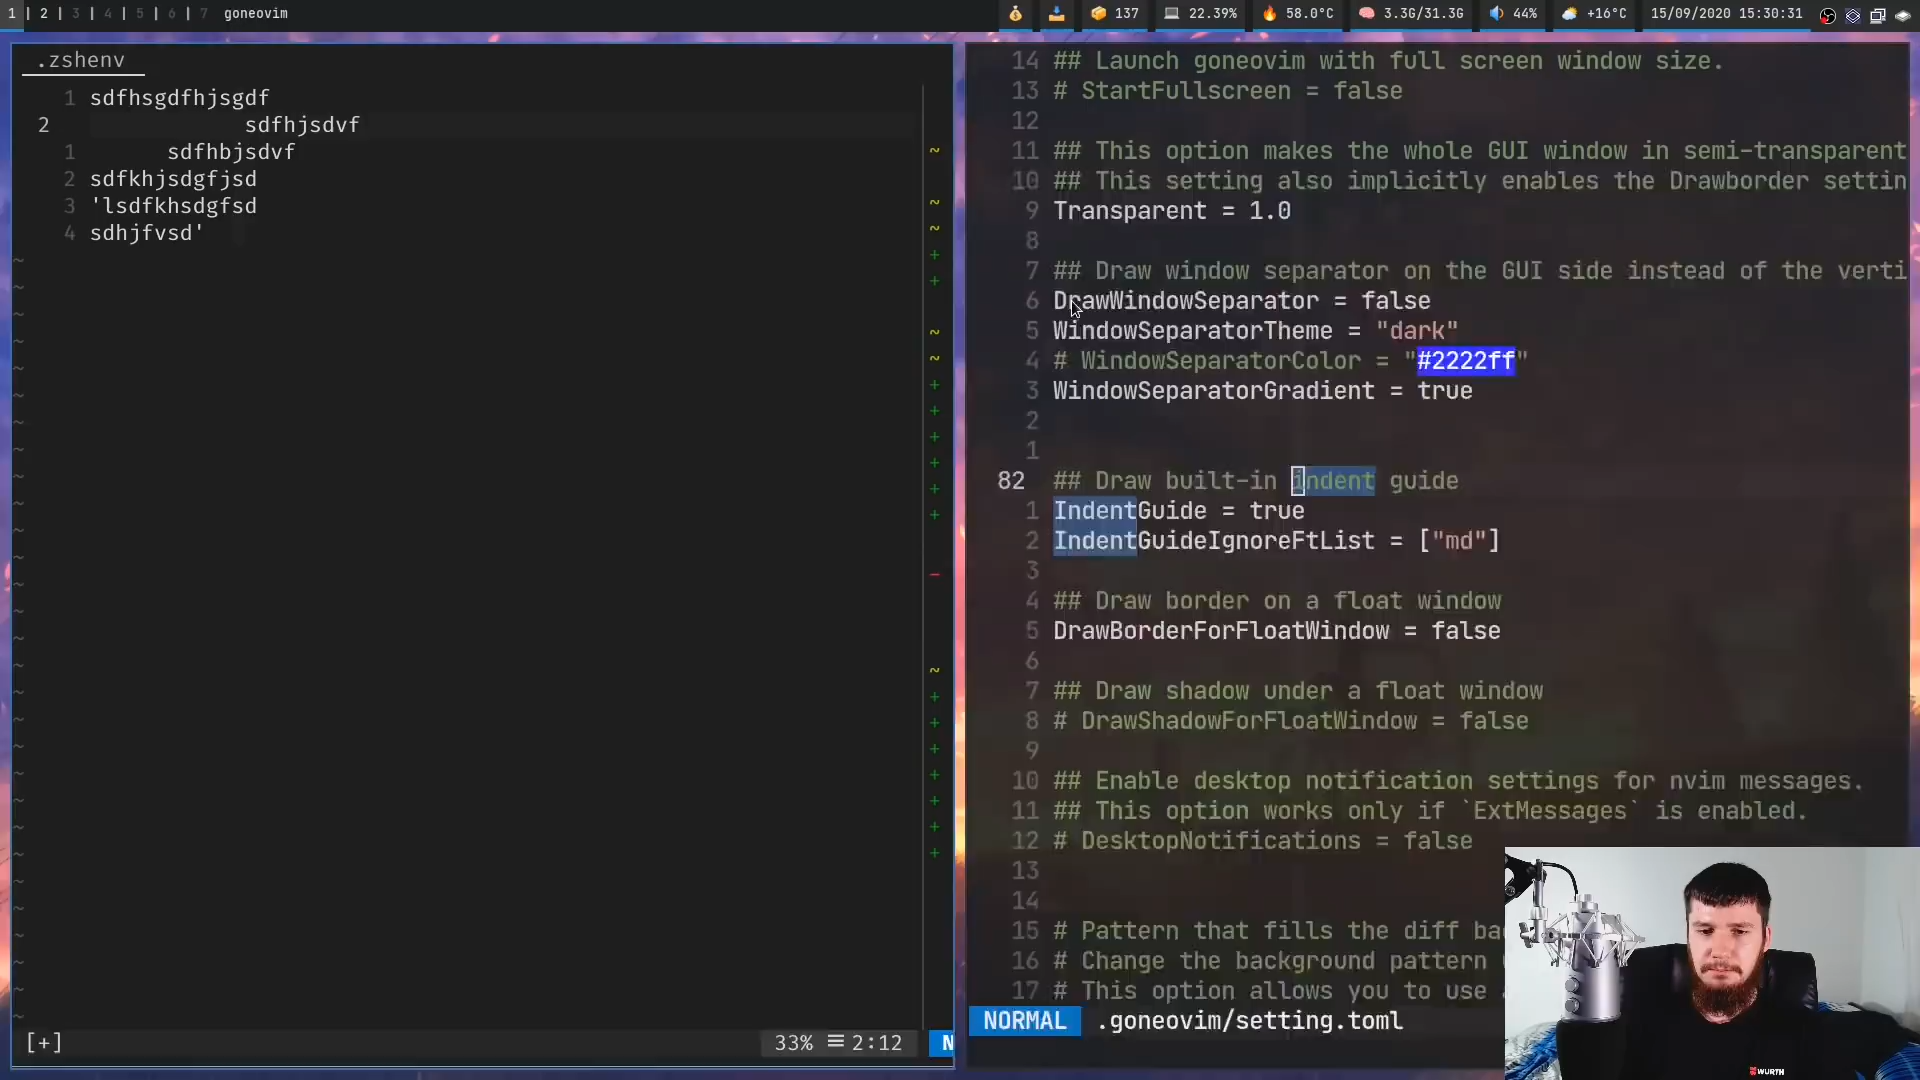 1 | 2 | 3 | 4 | 5 | 6 | 7 goneovim
137 22.39% 58.0°C 3.3G/31.3G 44% +16°C 15/09/2020 15:30:31
.zshenv
1 sdfhsgdfhjsgdf
2 sdfhjsdvf
1 sdfhbjsdvf
2 sdfkhjsdgfjsd
3 'lsdfkhsdgfsd
4 sdhjfvsd'
[+] 33% ☰ 2:12 N
14 ## Launch goneovim with full screen window size.
13 # StartFullscreen = false
12
11 ## This option makes the whole GUI window in semi-transparent
10 ## This setting also implicitly enables the Drawborder settin
9 Transparent = 1.0
8
7 ## Draw window separator on the GUI side instead of the verti
6 DrawWindowSeparator = false
5 WindowSeparatorTheme = "dark"
4 # WindowSeparatorColor = "#2222ff"
3 WindowSeparatorGradient = true
2
1
82 ## Draw built-in indent guide
1 IndentGuide = true
2 IndentGuideIgnoreFtList = ["md"]
3
4 ## Draw border on a float window
5 DrawBorderForFloatWindow = false
6
7 ## Draw shadow under a float window
8 # DrawShadowForFloatWindow = false
9
10 ## Enable desktop notification settings for nvim messages.
11 ## This option works only if `ExtMessages` is enabled.
12 # DesktopNotifications = false
13
14
15 # Pattern that fills the diff ba
16 # Change the background pattern
17 # This option allows you to use
NORMAL .goneovim/setting.toml
WÜRTH